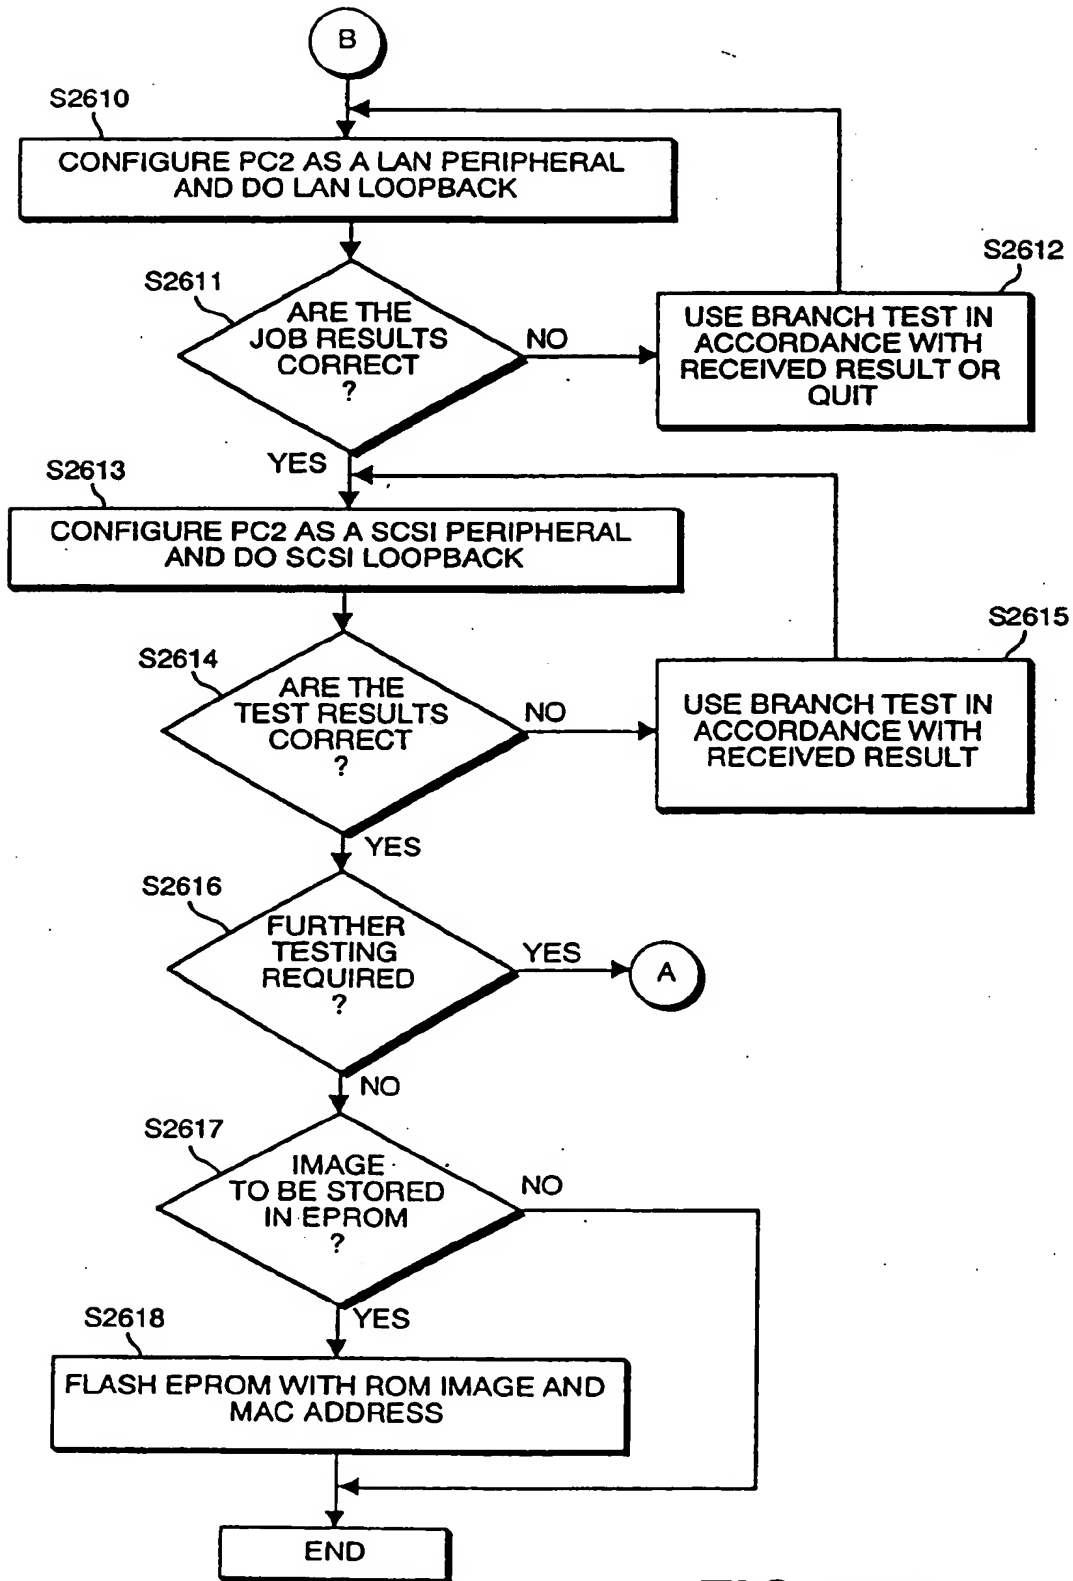 B
S2610
CONFIGURE PC2 AS A LAN PERIPHERAL
AND DO LAN LOOPBACK
S2611
ARE THE
JOB RESULTS
CORRECT
?
NO
S2612
USE BRANCH TEST IN
ACCORDANCE WITH
RECEIVED RESULT OR
QUIT
YES
S2613
CONFIGURE PC2 AS A SCSI PERIPHERAL
AND DO SCSI LOOPBACK
S2614
ARE THE
TEST RESULTS
CORRECT
?
NO
S2615
USE BRANCH TEST IN
ACCORDANCE WITH
RECEIVED RESULT
YES
S2616
FURTHER
TESTING
REQUIRED
?
YES
A
NO
S2617
IMAGE
TO BE STORED
IN EPROM
?
NO
YES
S2618
FLASH EPROM WITH ROM IMAGE AND
MAC ADDRESS
END